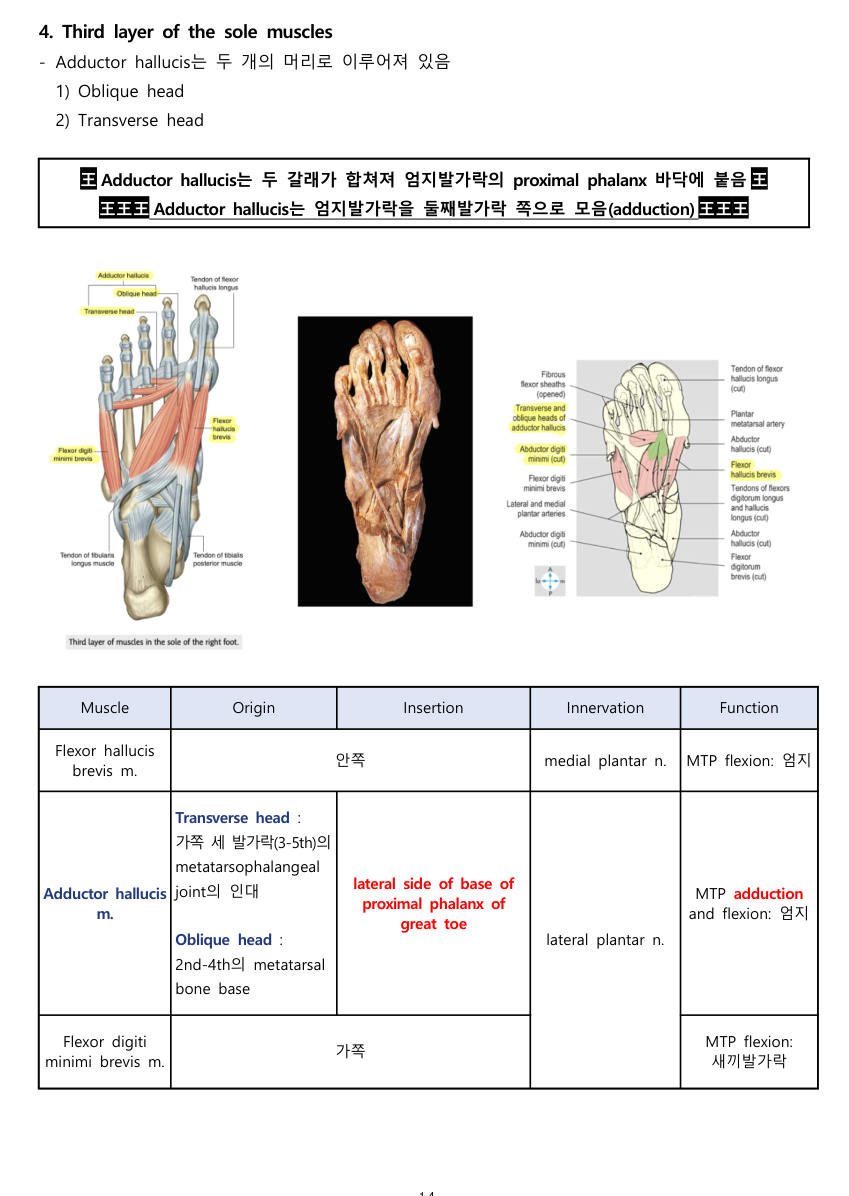 4. Third layer of the sole muscles
- Adductor hallucis는 두 개의 머리로 이루어져 있음
1) Oblique head
2) Transverse head
王 Adductor hallucis는 두 갈래가 합쳐져 엄지발가락의 proximal phalanx 바닥에 붙음 王
王王王 Adductor hallucis는 엄지발가락을 둘째발가락 쪽으로 모음(adduction) 王王王
Adductor hallucis
Oblique head
Transverse head
Tendon of flexor
hallucis longus
Flexor
hallucis
brevis
Flexor digiti
minimi brevis
Tendon of fibularis
longus muscle
Tendon of tibialis
posterior muscle
Third layer of muscles in the sole of the right foot.
Fibrous
flexor sheaths
(opened)
Transverse and
oblique heads of
adductor hallucis
Abductor digiti
minimi (cut)
Flexor digiti
minimi brevis
Lateral and medial
plantar arteries
Abductor digiti
minimi (cut)
Tendon of flexor
hallucis longus
(cut)
Plantar
metatarsal artery
Abductor
hallucis (cut)
Flexor
hallucis brevis
Tendons of flexors
digitorum longus
and hallucis
longus (cut)
Abductor
hallucis (cut)
Flexor
digitorum
brevis (cut)
A
m
P
Muscle Origin Insertion Innervation Function
Flexor hallucis
brevis m.
안쪽
medial plantar n.
MTP flexion: 엄지
Adductor hallucis
m.
Transverse head :
가쪽 세 발가락(3-5th)의
metatarsophalangeal
joint의 인대
Oblique head :
2nd-4th의 metatarsal
bone base
lateral side of base of
proximal phalanx of
great toe
lateral plantar n.
MTP adduction
and flexion: 엄지
Flexor digiti
minimi brevis m.
가쪽
MTP flexion:
새끼발가락